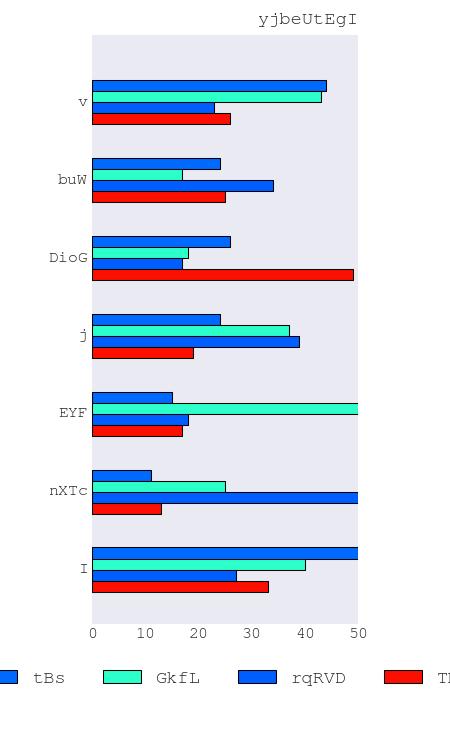 yjbeUtEgI
v
buW
DioG
j
EYF
nXTc
I
0 10 20 30 40 50
tBs GkfL rqRVD